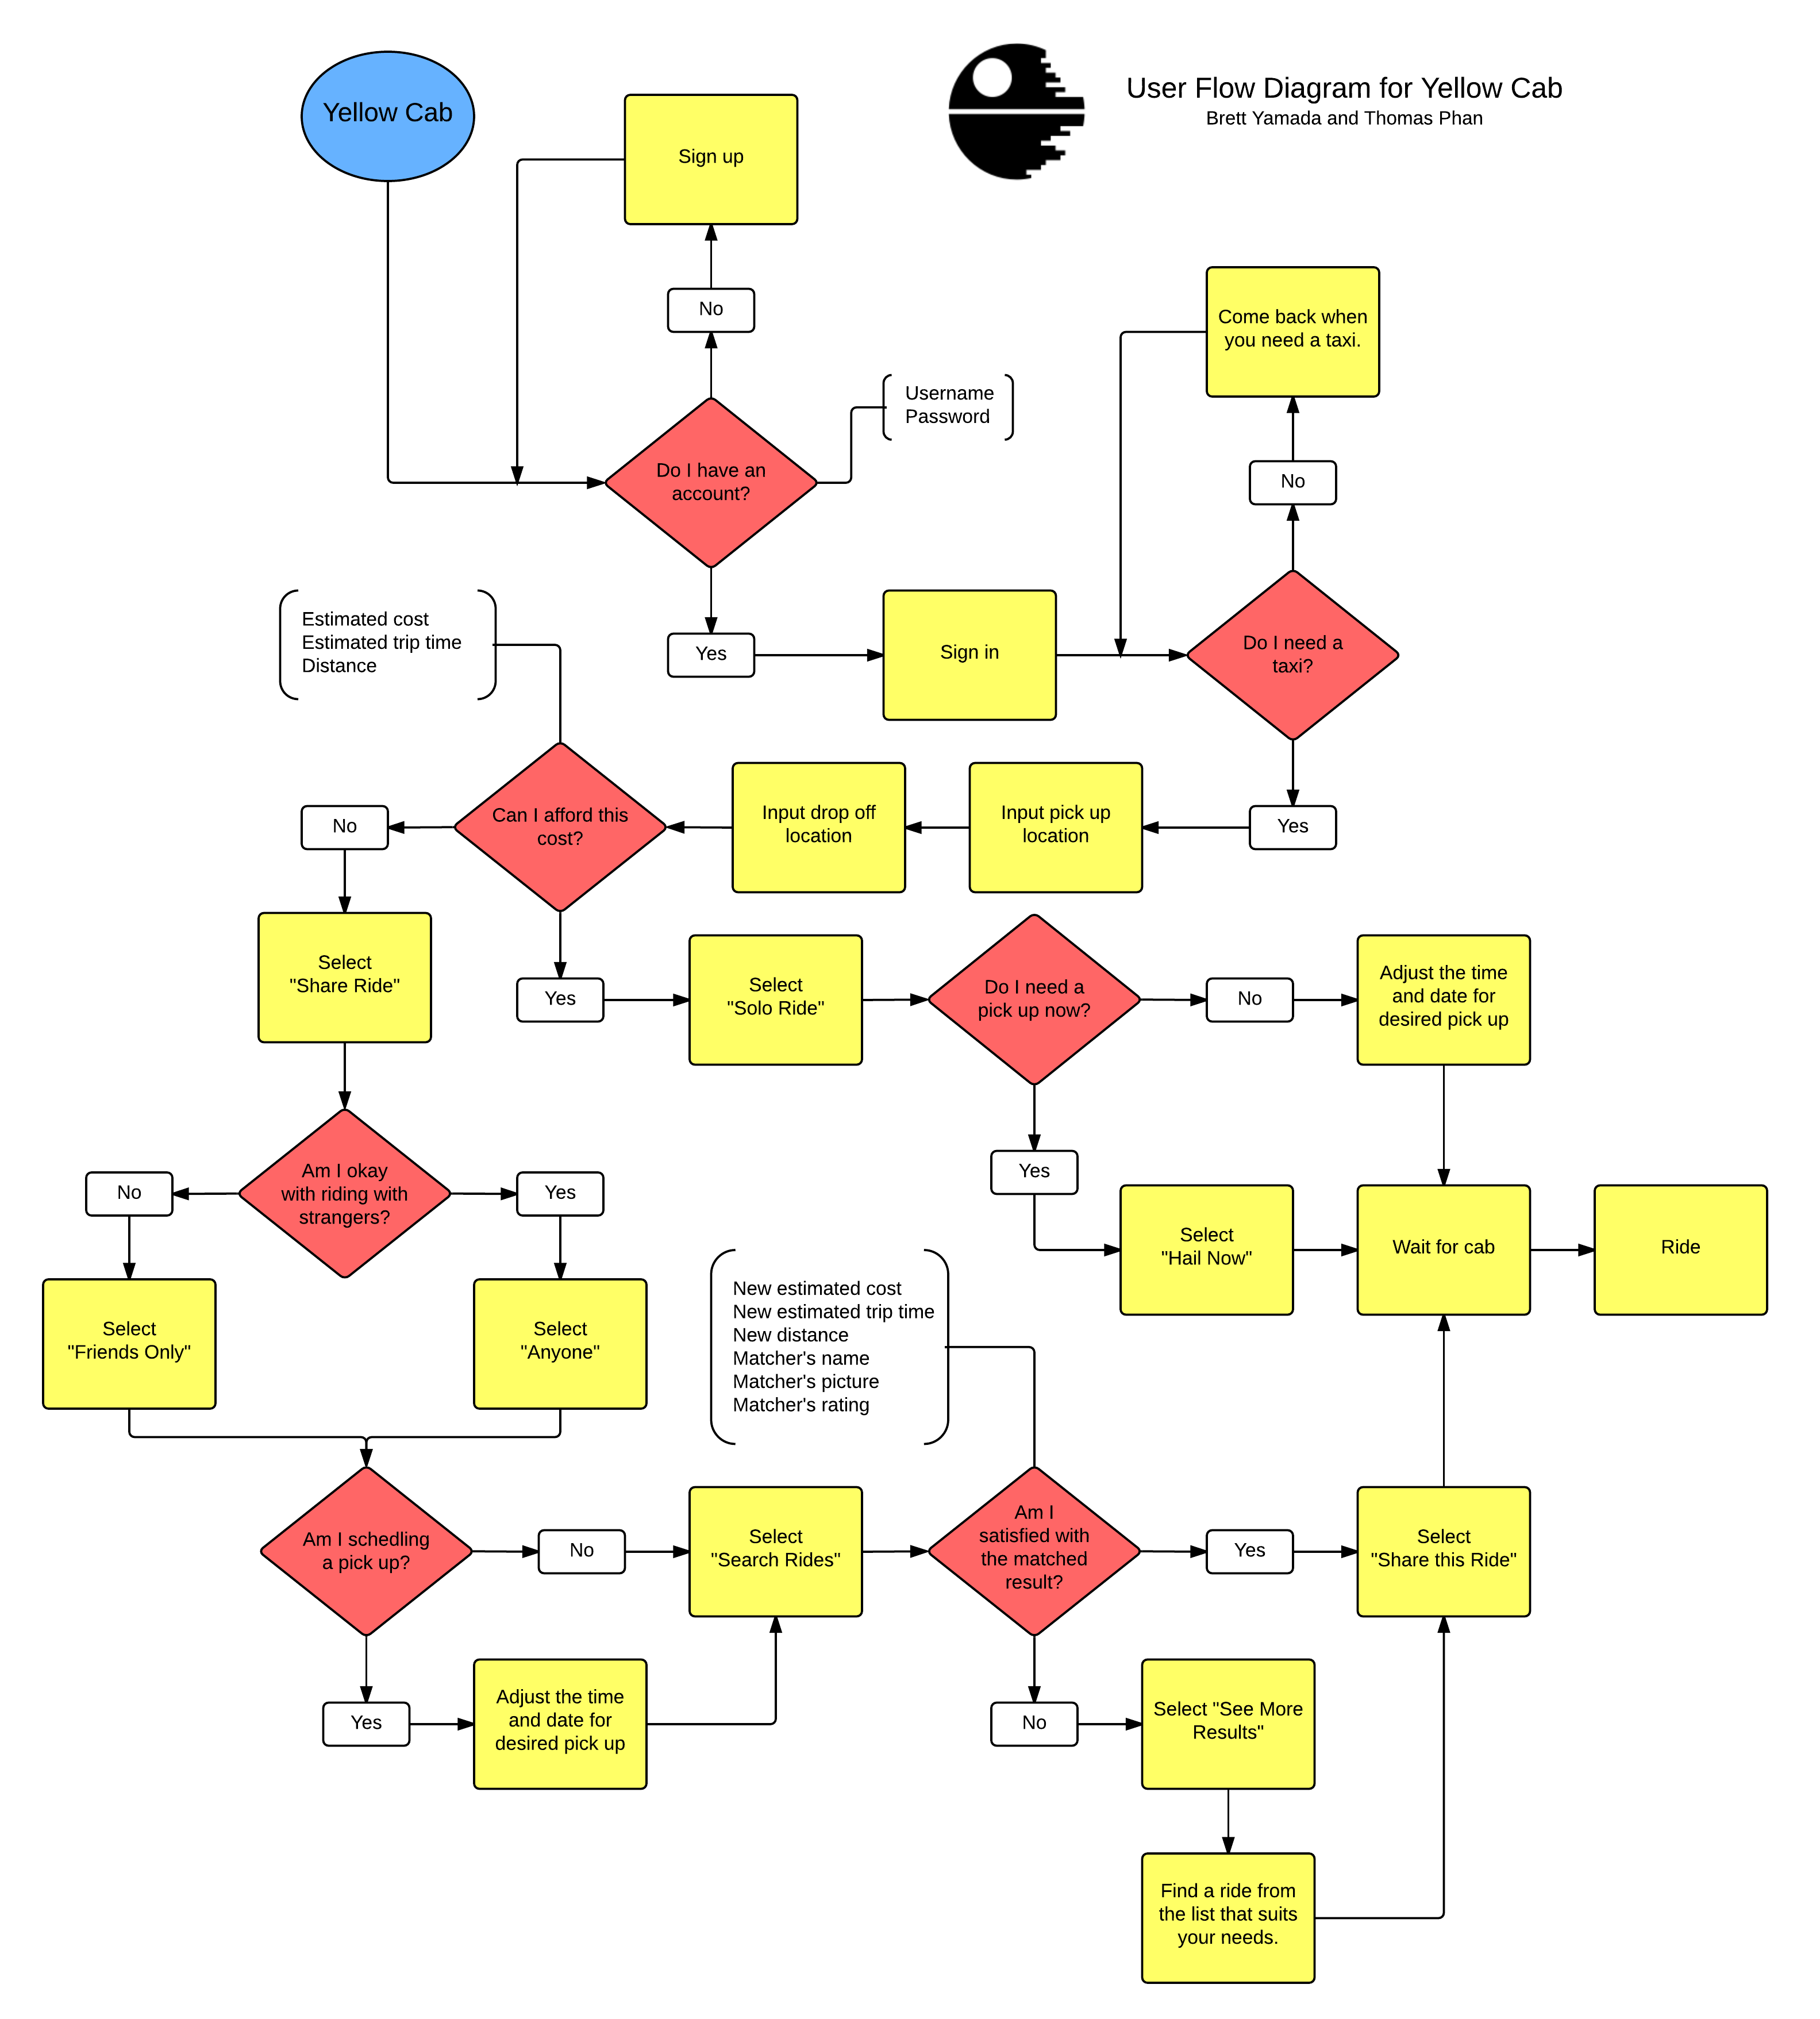 User Flow Diagram for Yellow Cab
Brett Yamada and Thomas Phan
Yellow Cab
Sign up
No
Do I have an
account?
Username
Password
Yes
Sign in
Come back when
you need a taxi.
No
Do I need a
taxi?
Yes
Input pick up
location
Input drop off
location
Can I afford this
cost?
Estimated cost
Estimated trip time
Distance
No
Select
"Share Ride"
Yes
Select
"Solo Ride"
Do I need a
pick up now?
No
Adjust the time
and date for
desired pick up
Yes
Select
"Hail Now"
Wait for cab
Ride
Am I okay
with riding with
strangers?
No
Yes
Select
"Friends Only"
Select
"Anyone"
Am I schedling
a pick up?
No
Yes
Adjust the time
and date for
desired pick up
Select
"Search Rides"
New estimated cost
New estimated trip time
New distance
Matcher's name
Matcher's picture
Matcher's rating
Am I
satisfied with
the matched
result?
Yes
Select
"Share this Ride"
No
Select "See More
Results"
Find a ride from
the list that suits
your needs.